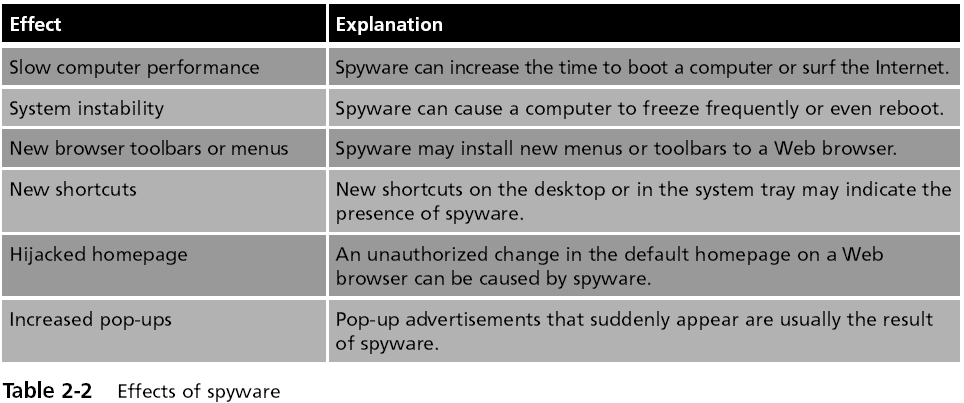 Effect Explanation
Slow computer performance Spyware can increase the time to boot a computer or surf the Internet.
System instability Spyware can cause a computer to freeze frequently or even reboot.
New browser toolbars or menus Spyware may install new menus or toolbars to a Web browser.
New shortcuts New shortcuts on the desktop or in the system tray may indicate the
presence of spyware.
Hijacked homepage An unauthorized change in the default homepage on a Web
browser can be caused by spyware.
Increased pop-ups Pop-up advertisements that suddenly appear are usually the result
of spyware.
Table 2-2 Effects of spyware